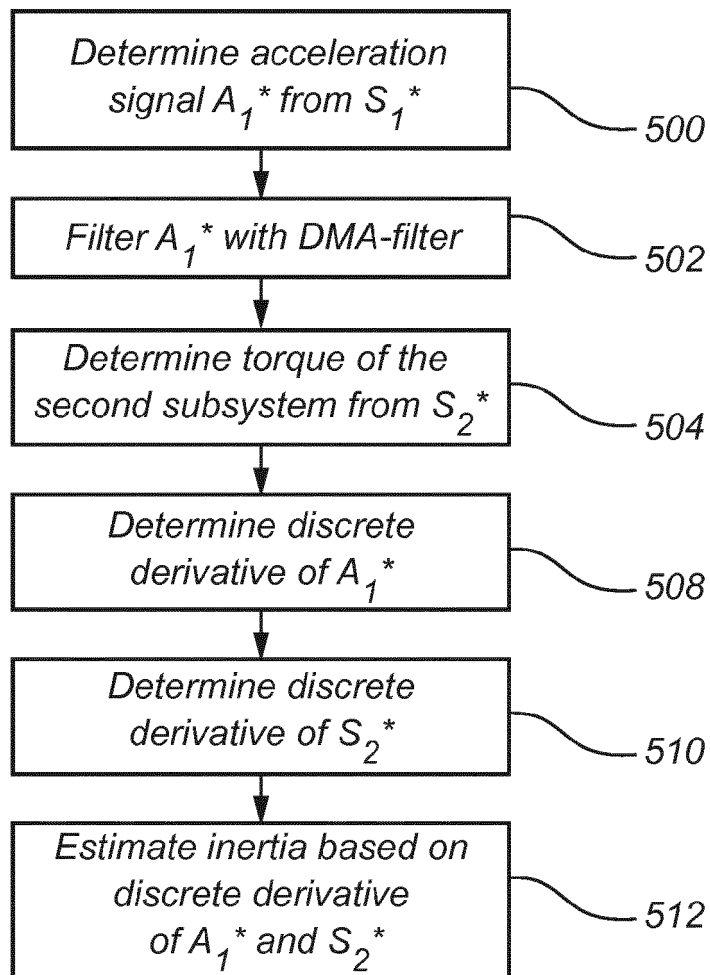 Determine acceleration
signal A₁* from S₁*
500
Filter A₁* with DMA-filter
502
Determine torque of the
second subsystem from S₂*
504
Determine discrete
derivative of A₁*
508
Determine discrete
derivative of S₂*
510
Estimate inertia based on
discrete derivative
of A₁* and S₂*
512